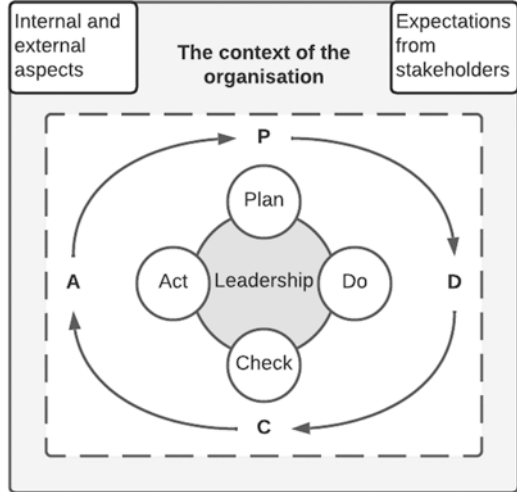 Internal and
external
aspects
The context of the
organisation
Expectations
from
stakeholders
P
Plan
A
Act
Leadership
Do
D
Check
C